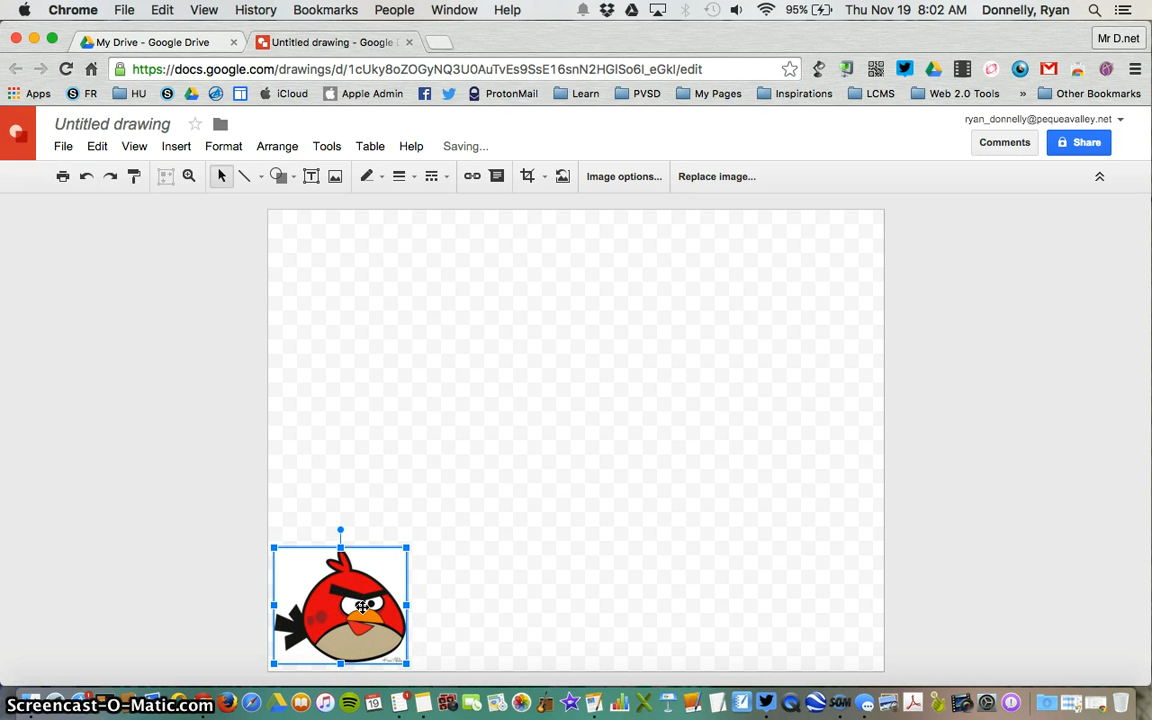 Chrome File Edit View History Bookmarks People Window Help 95% Thu Nov 19 8:02 AM Donnelly, Ryan
My Drive - Google Drive × Untitled drawing - Google × Mr D.net
https://docs.google.com/drawings/d/1cUky8oZOGyNQ3U0AuTvEs9SsE16snN2HGlSo6I_eGkI/edit
Apps FR HU iCloud Apple Admin ProtonMail Learn PVSD My Pages Inspirations LCMS Web 2.0 Tools » Other Bookmarks
Untitled drawing ryan_donnelly@pequeavalley.net
File Edit View Insert Format Arrange Tools Table Help Saving... Comments Share
Image options... Replace image...
SCREENCAST-O-MATIC.COM